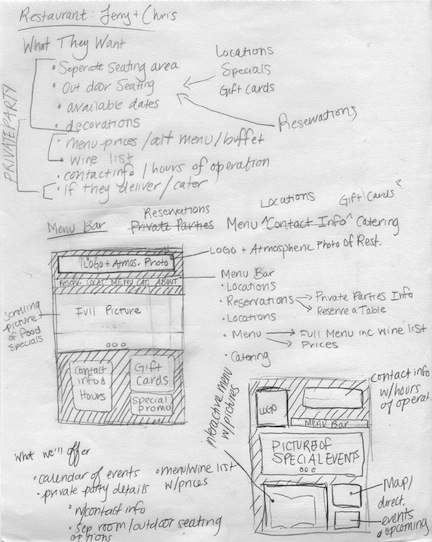 Restaurant: Jerry + Chris
What They Want
• Seperate Seating area
• Out door Seating
• available dates
• decorations
• menu-prices/alt menu/buffet
• wine list
• contact info/hours of operation
• if they deliver/cater
PRIVATE PARTY
Locations
Specials
Gift Cards
Reservations
Menu Bar
Reservations
Private Parties
Menu
Locations
^Contact Info^
Gift Cards
Catering
LOGO + Atmos. Photo
LOGO + Atmospheric Photo of Rest.
MENU CAT. ABOUT
Full Picture
scrolling
picture
of food
specials
Contact
info &
Hours
Gift
Cards
Special
promo
Menu Bar
• Locations
• Reservations → Private Parties Info
Reserve a Table
• Locations
• Menu → Full Menu inc wine list
→ Prices
• Catering
interactive menu
w/pictures
LOGO
MENU BAR
PICTURE OF
SPECIAL EVENTS
contact info
w/hours
of operat.
Map/
direct.
events
upcoming
What we'll offer
• calendar of events
• private party details
• w/contact info
• sep. room/outdoor seating
options
• menu/wine list
w/prices